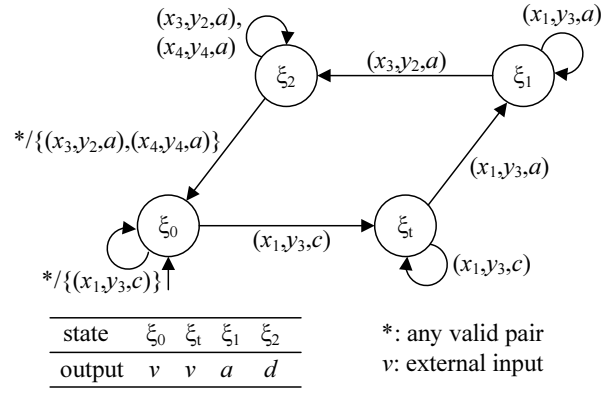 (x₃,y₂,a),
(x₄,y₄,a)
(x₁,y₃,a)
ξ₂
(x₃,y₂,a)
ξ₁
*/{(x₃,y₂,a),(x₄,y₄,a)}
(x₁,y₃,a)
ξ₀
(x₁,y₃,c)
ξₜ
(x₁,y₃,c)
*/{(x₁,y₃,c)}
state ξ₀ ξₜ ξ₁ ξ₂
output v v a d
*: any valid pair
v: external input